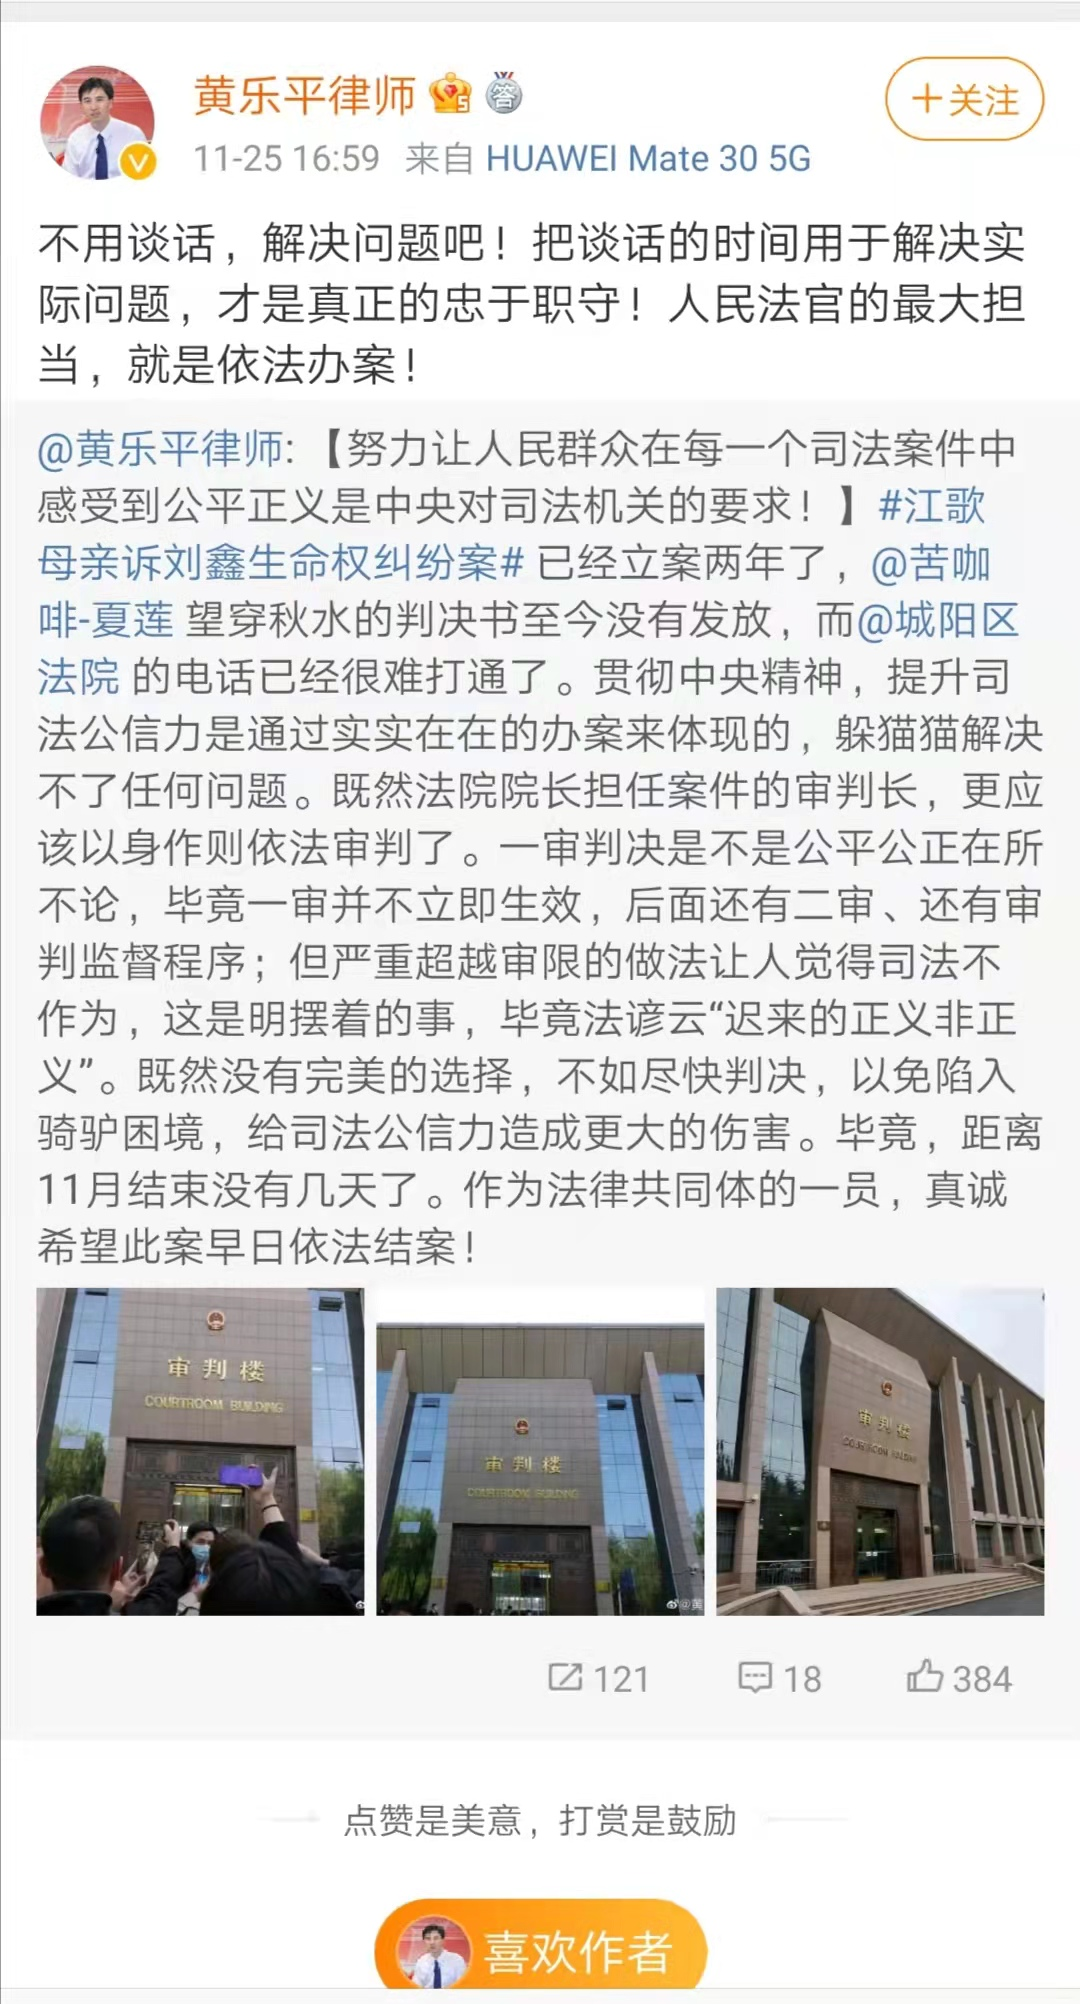 黄乐平律师
答
+关注
11-25 16:59 来自 HUAWEI Mate 30 5G
不用谈话，解决问题吧！把谈话的时间用于解决实
际问题，才是真正的忠于职守！人民法官的最大担
当，就是依法办案！
@黄乐平律师:【努力让人民群众在每一个司法案件中
感受到公平正义是中央对司法机关的要求！】#江歌
母亲诉刘鑫生命权纠纷案# 已经立案两年了，@苦咖
啡-夏莲 望穿秋水的判决书至今没有发放，而@城阳区
法院 的电话已经很难打通了。贯彻中央精神，提升司
法公信力是通过实实在在的办案来体现的，躲猫猫解决
不了任何问题。既然法院院长担任案件的审判长，更应
该以身作则依法审判了。一审判决是不是公平公正在所
不论，毕竟一审并不立即生效，后面还有二审、还有审
判监督程序；但严重超越审限的做法让人觉得司法不
作为，这是明摆着的事，毕竟法谚云“迟来的正义非正
义”。既然没有完美的选择，不如尽快判决，以免陷入
骑驴困境，给司法公信力造成更大的伤害。毕竟，距离
11月结束没有几天了。作为法律共同体的一员，真诚
希望此案早日依法结案！
审判楼
COURTROOM BUILDING
审判楼
COURTROOM BUILDING
@黄
审判楼
COURTROOM BUILDING
121
18
384
点赞是美意，打赏是鼓励
喜欢作者